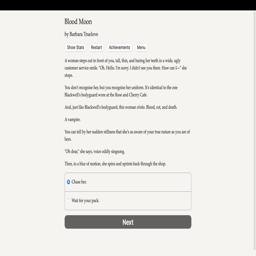 Blood Moon
by Barbara Truelove
Show Stats Restart Achievements Menu
A woman steps out in front of you, tall, thin, and baring her teeth in a wide, ugly
customer service smile. "Oh. Hello. I'm sorry. I didn't see you there. How can I—" she
stops.
You don't recognise her, but you recognise her uniform. It's identical to the one
Blackwell's bodyguard wore at the Rose and Cherry Cafe.
And, just like Blackwell's bodyguard, this woman stinks. Blood, rot, and death.
A vampire.
You can tell by her sudden stillness that she's as aware of your true nature as you are of
hers.
"Oh dear," she says, voice oddly singsong.
Then, in a blur of motion, she spins and sprints back through the shop.
Chase her.
Wait for your pack.
Next